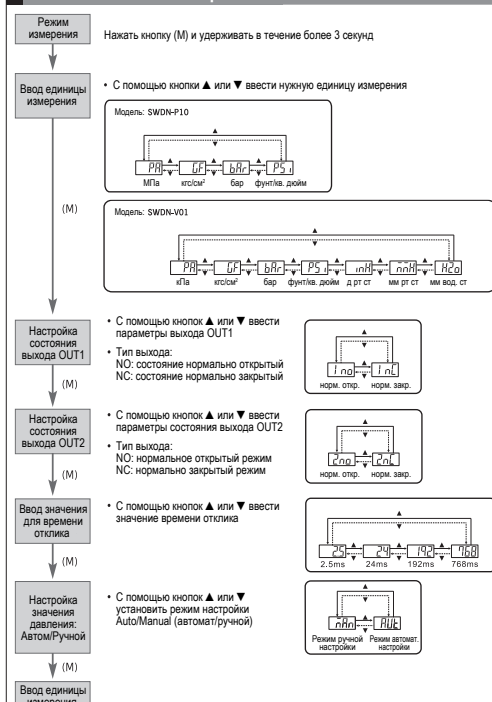 Режим
измерения
Нажать кнопку (М) и удерживать в течение более 3 секунд
Ввод единицы
измерения
• С помощью кнопки ▲ или ▼ ввести нужную единицу измерения
Модель: SWDN-P10
▲
▼
PA ▲ ▼ GF ▲ ▼ bAr ▲ ▼ PSi
МПа кгс/см² бар фунт/кв. дюйм
(M)
Модель: SWDN-V01
▲
▼
PA ▲ ▼ GF ▲ ▼ bAr ▲ ▼ PSi ▲ ▼ inH ▲ ▼ mmH ▲ ▼ H2o
кПа кгс/см² бар фунт/кв. дюйм д рт ст мм рт ст мм вод. ст
Настройка
состояния
выхода OUT1
• С помощью кнопок ▲ или ▼ ввести
параметры выхода OUT1
• Тип выхода:
NO: состояние нормально открытый
NC: состояние нормально закрытый
▲
▼
1no ▲ ▼ 1nC
норм. откр. норм. закр.
(M)
Настройка
состояния
выхода OUT2
• С помощью кнопок ▲ или ▼ ввести
параметры состояния выхода OUT2
• Тип выхода:
NO: нормальное открытый режим
NC: нормально закрытый режим
▲
▼
2no ▲ ▼ 2nC
норм. откр. норм. закр.
(M)
Ввод значения
для времени
отклика
• С помощью кнопок ▲ или ▼ ввести
значение времени отклика
▲
▼
25 ▲ ▼ 24 ▲ ▼ 192 ▲ ▼ 768
2.5ms 24ms 192ms 768ms
(M)
Настройка
значения
давления:
Автом/Ручной
• С помощью кнопок ▲ или ▼
установить режим настройки
Auto/Manual (автомат/ручной)
▲
▼
mAn ▲ ▼ AUt
Режим ручной Режим автомат.
настройки настройки
(M)
Ввод единицы
измерения